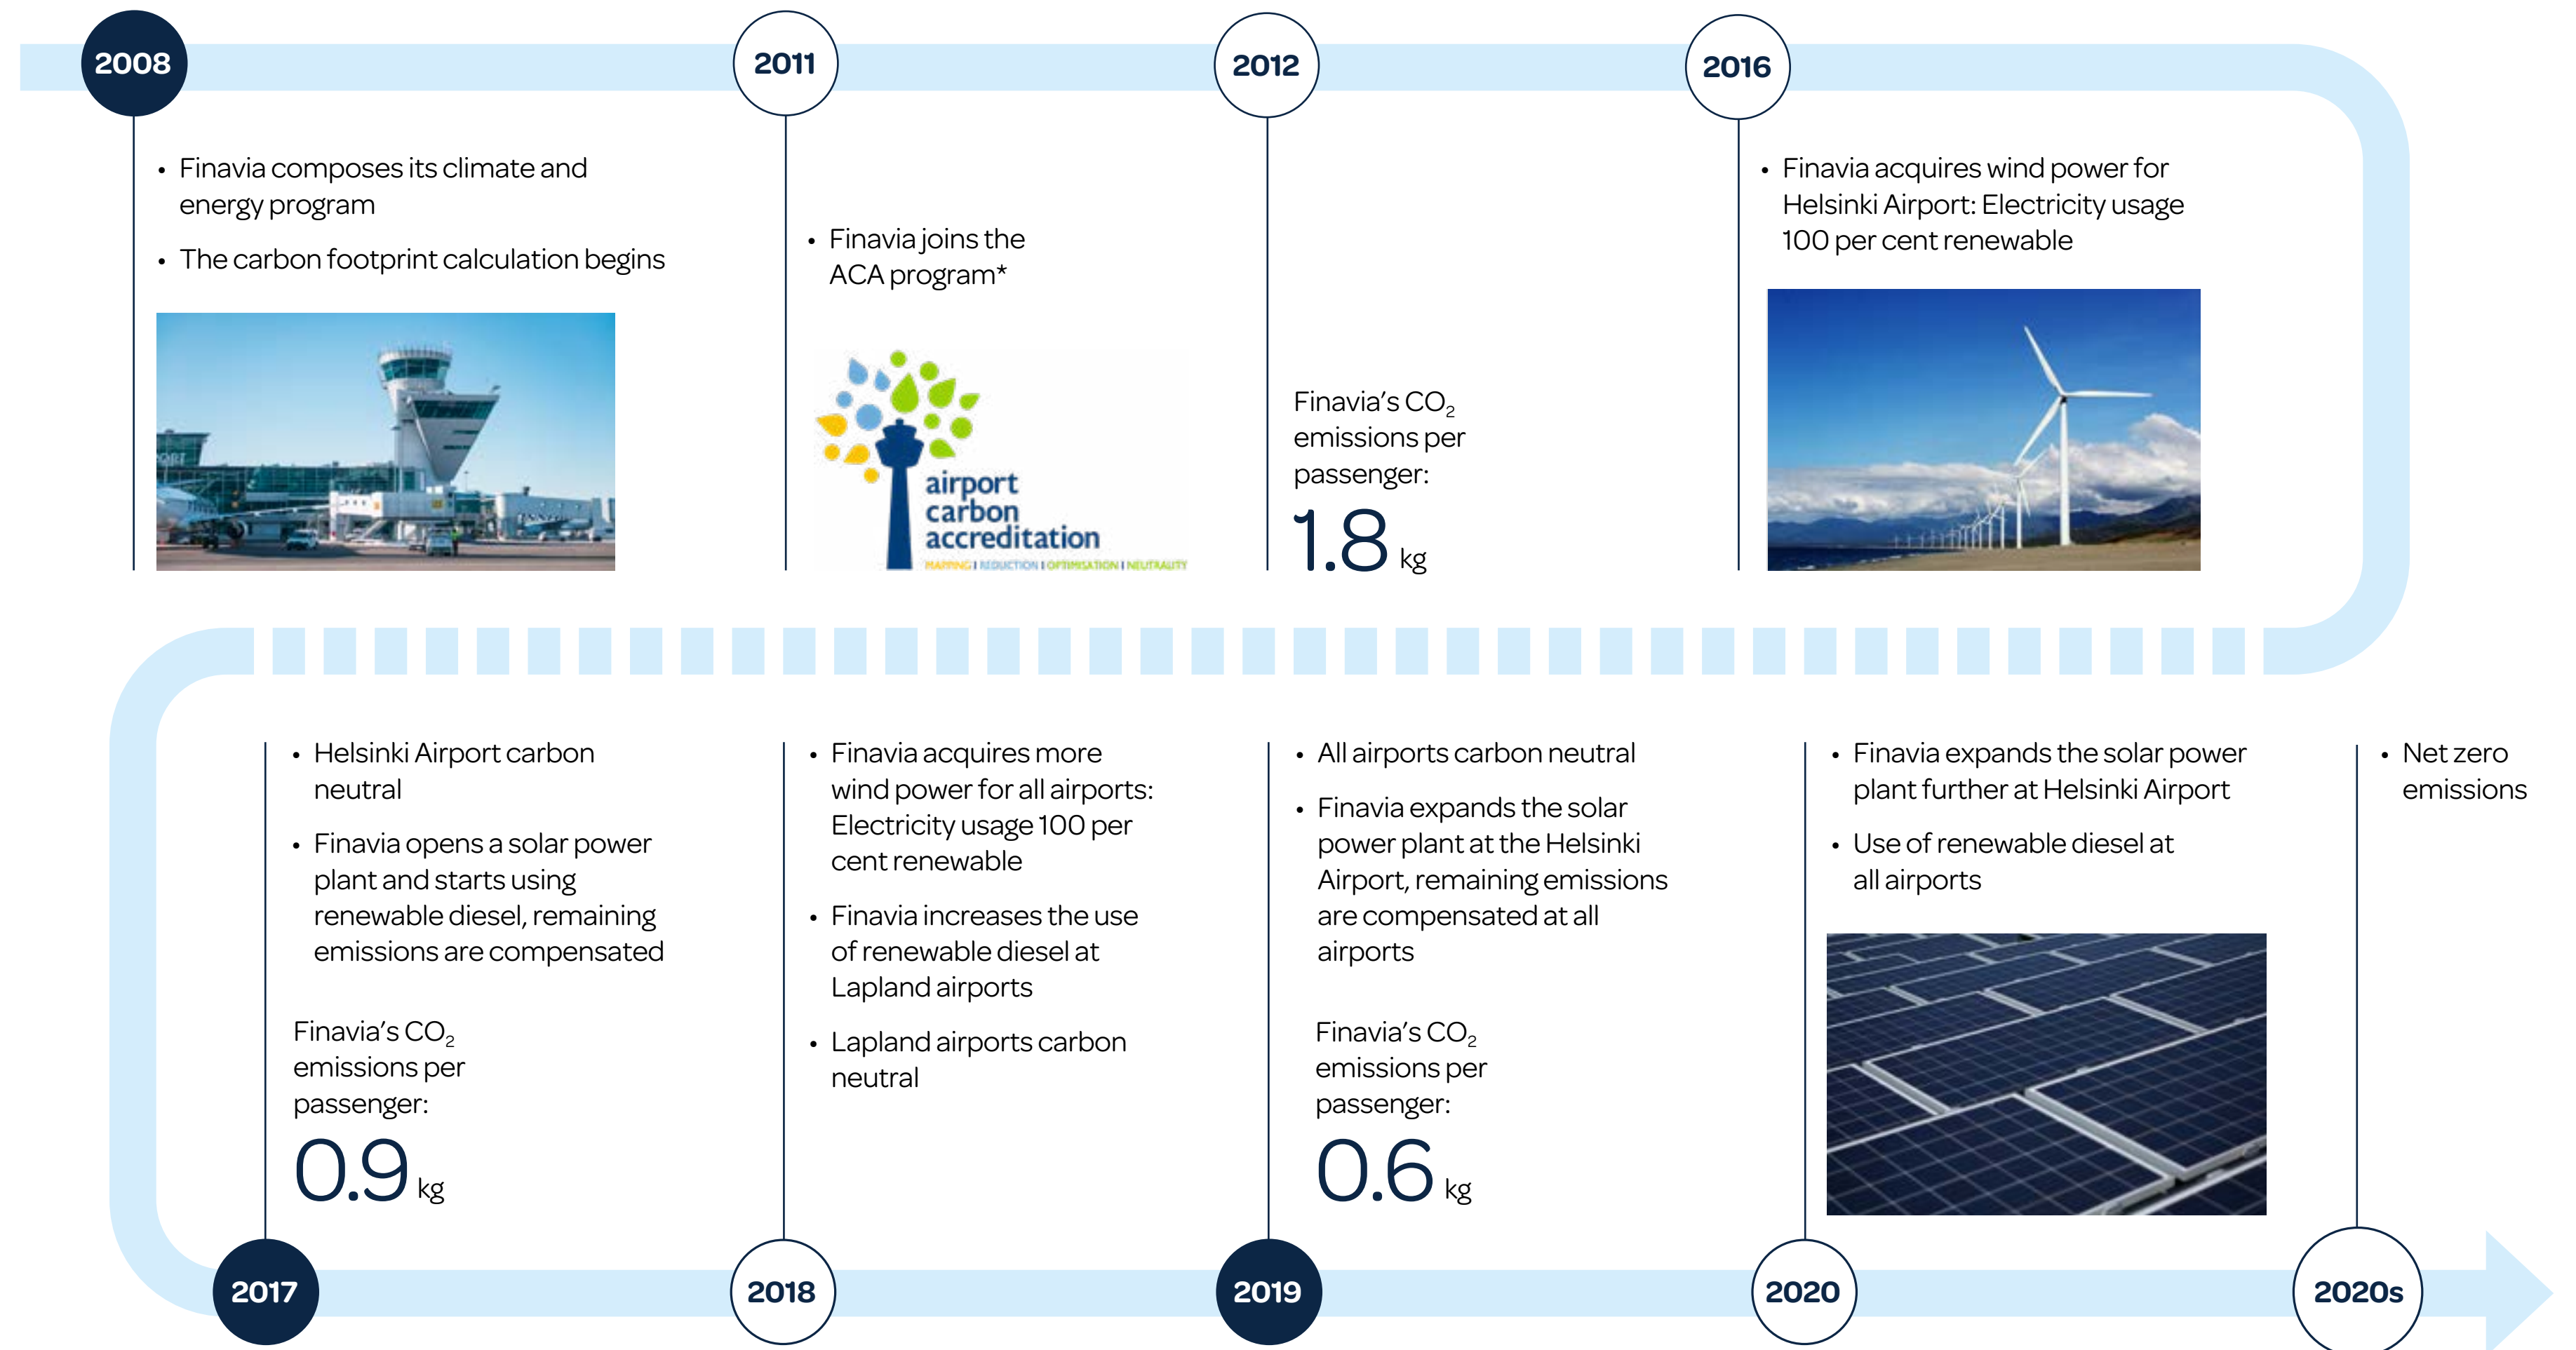 2008
2011
2012
2016
• Finavia composes its climate and
energy program
• The carbon footprint calculation begins
• Finavia joins the
ACA program*
airport
carbon
accreditation
MAPPING | REDUCTION | OPTIMISATION | NEUTRALITY
Finavia's CO₂
emissions per
passenger:
1.8 kg
• Finavia acquires wind power for
Helsinki Airport: Electricity usage
100 per cent renewable
• Helsinki Airport carbon
neutral
• Finavia opens a solar power
plant and starts using
renewable diesel, remaining
emissions are compensated
Finavia's CO₂
emissions per
passenger:
0.9 kg
• Finavia acquires more
wind power for all airports:
Electricity usage 100 per
cent renewable
• Finavia increases the use
of renewable diesel at
Lapland airports
• Lapland airports carbon
neutral
• All airports carbon neutral
• Finavia expands the solar
power plant at the Helsinki
Airport, remaining emissions
are compensated at all
airports
Finavia's CO₂
emissions per
passenger:
0.6 kg
• Finavia expands the solar power
plant further at Helsinki Airport
• Use of renewable diesel at
all airports
• Net zero
emissions
2017
2018
2019
2020
2020s